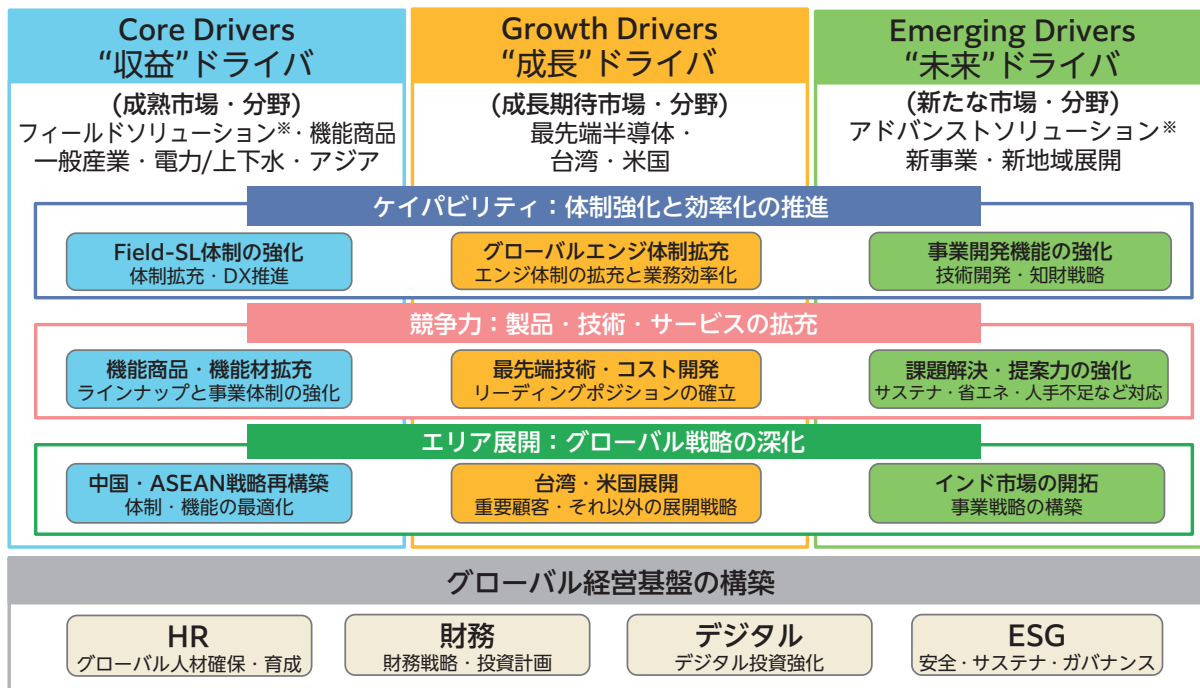 Core Drivers
“収益”ドライバ
(成熟市場・分野)
フィールドソリューション※・機能商品
一般産業・電力/上下水・アジア
Growth Drivers
“成長”ドライバ
(成長期待市場・分野)
最先端半導体・
台湾・米国
Emerging Drivers
“未来”ドライバ
(新たな市場・分野)
アドバンストソリューション※
新事業・新地域展開
ケイパビリティ：体制強化と効率化の推進
Field-SL体制の強化
体制拡充・DX推進
グローバルエンジ体制拡充
エンジ体制の拡充と業務効率化
事業開発機能の強化
技術開発・知財戦略
競争力：製品・技術・サービスの拡充
機能商品・機能材拡充
ラインナップと事業体制の強化
最先端技術・コスト開発
リーディングポジションの確立
課題解決・提案力の強化
サステナ・省エネ・人手不足など対応
エリア展開：グローバル戦略の深化
中国・ASEAN戦略再構築
体制・機能の最適化
台湾・米国展開
重要顧客・それ以外の展開戦略
インド市場の開拓
事業戦略の構築
グローバル経営基盤の構築
HR
グローバル人材確保・育成
財務
財務戦略・投資計画
デジタル
デジタル投資強化
ESG
安全・サステナ・ガバナンス